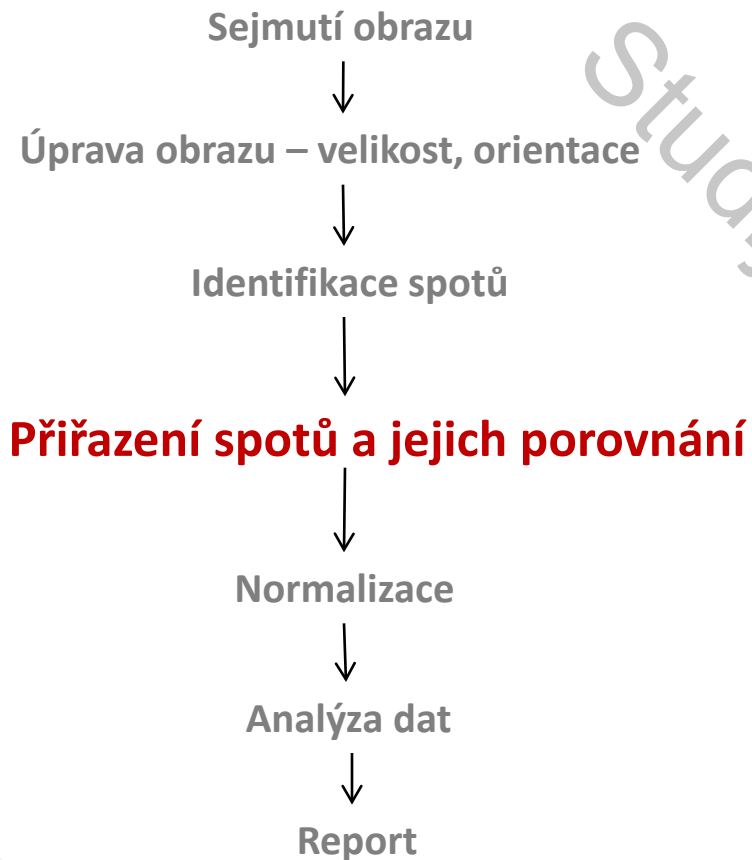 Sejmutí obrazu
Úprava obrazu – velikost, orientace
Identifikace spotů
Přiřazení spotů a jejich porovnání
Normalizace
Analýza dat
Report